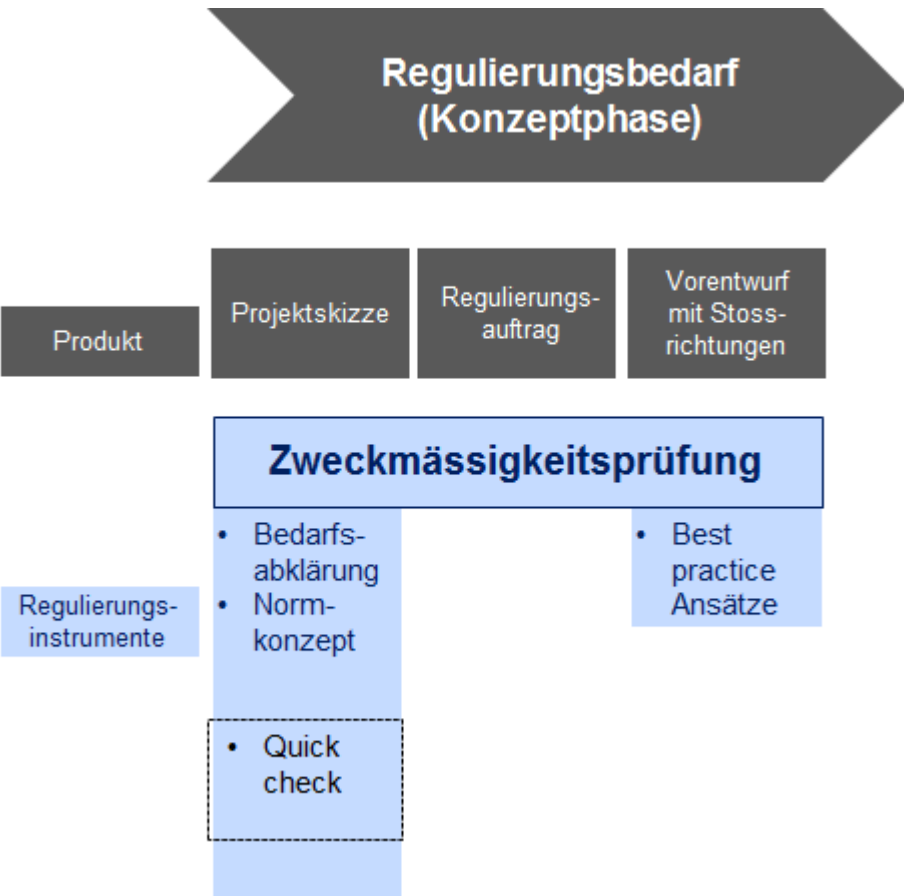 Regulierungsbedarf
(Konzeptphase)
Produkt
Projektskizze
Regulierungs-
auftrag
Vorentwurf
mit Stoss-
richtungen
Zweckmässigkeitsprüfung
Regulierungs-
instrumente
• Bedarfs-
abklärung
• Norm-
konzept
• Quick
check
• Best
practice
Ansätze